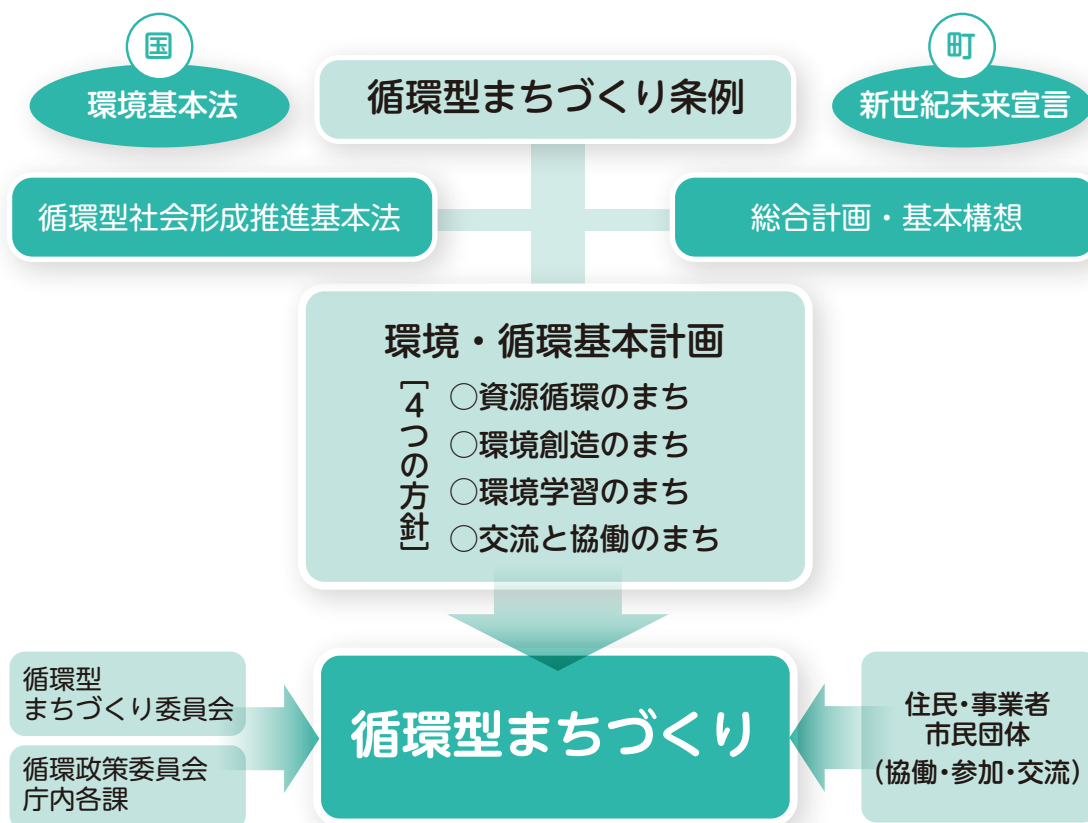 国
環境基本法
循環型まちづくり条例
町
新世紀未来宣言
循環型社会形成推進基本法
総合計画・基本構想
環境・循環基本計画
[4つの方針]
○資源循環のまち
○環境創造のまち
○環境学習のまち
○交流と協働のまち
循環型
まちづくり委員会
循環政策委員会
庁内各課
循環型まちづくり
住民・事業者
市民団体
(協働・参加・交流)